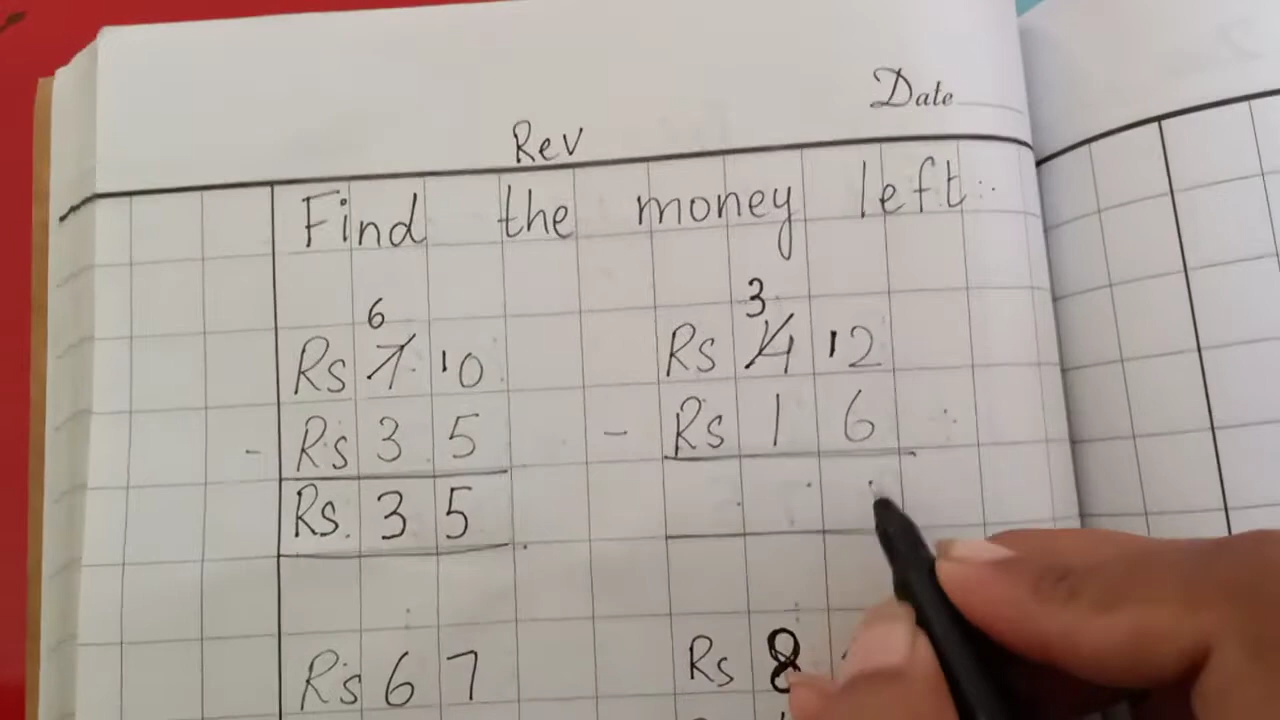 Date
Rev
Find the money left:
6 3
Rs 7 10 Rs 4 12
- Rs 3 5 - Rs 1 6
Rs. 3 5
Rs 6 7 Rs 8